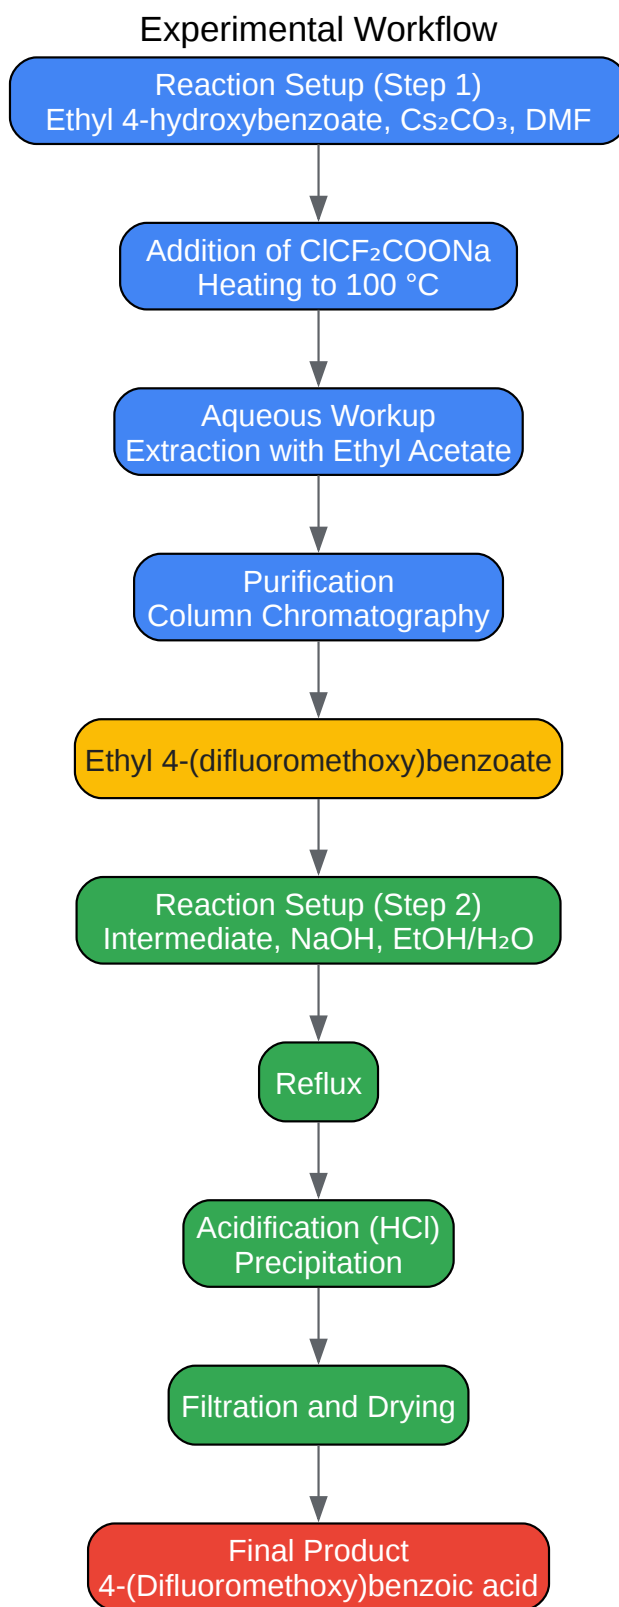 Experimental Workflow
Reaction Setup (Step 1)
Ethyl 4-hydroxybenzoate, Cs₂CO₃, DMF
Addition of ClCF₂COONa
Heating to 100 °C
Aqueous Workup
Extraction with Ethyl Acetate
Purification
Column Chromatography
Ethyl 4-(difluoromethoxy)benzoate
Reaction Setup (Step 2)
Intermediate, NaOH, EtOH/H₂O
Reflux
Acidification (HCl)
Precipitation
Filtration and Drying
Final Product
4-(Difluoromethoxy)benzoic acid